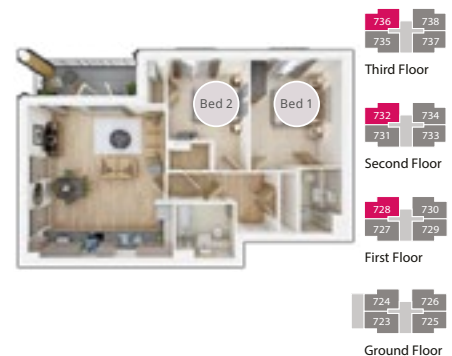 Bed 2
Bed 1
736 738
735 737
Third Floor
732 734
731 733
Second Floor
728 730
727 729
First Floor
724 726
723 725
Ground Floor